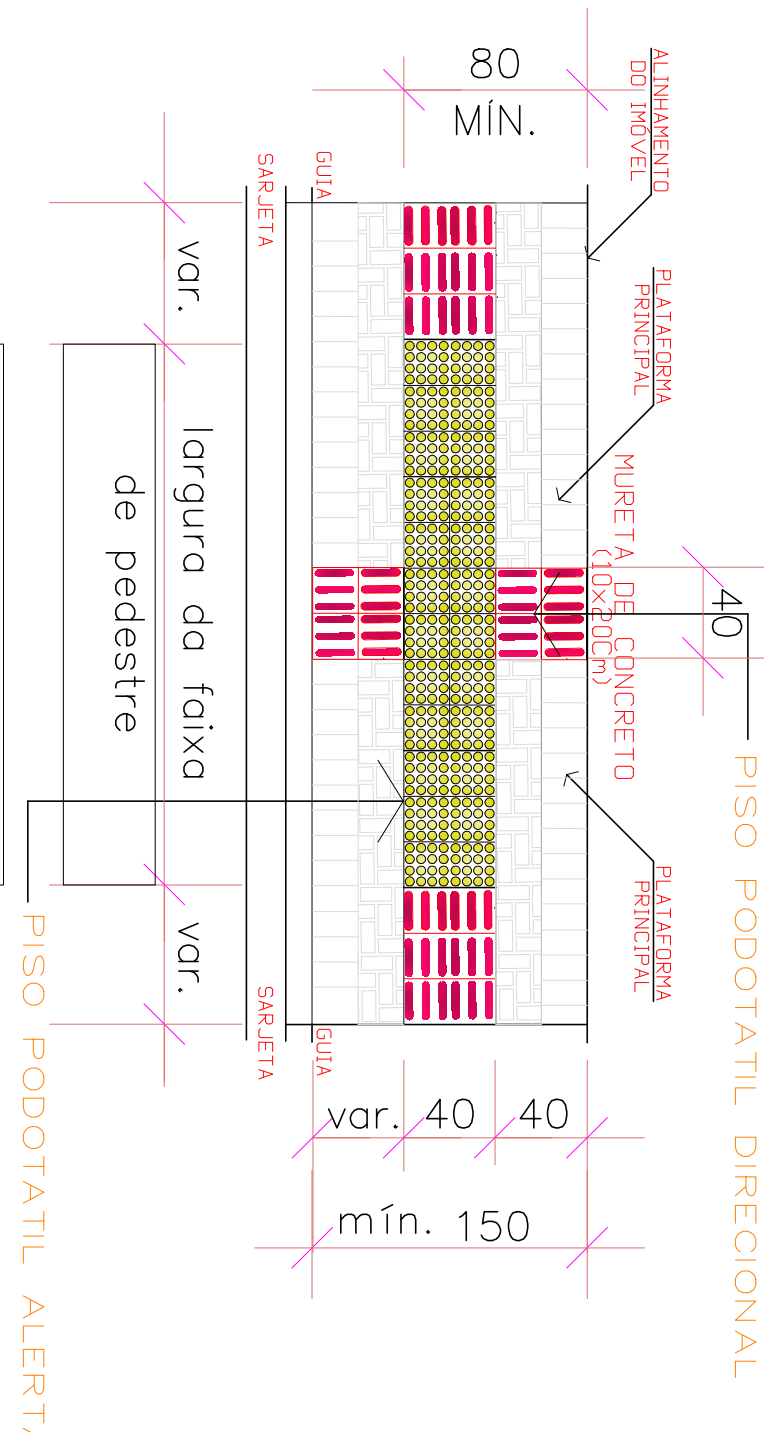 80
MÍN.
ALINHAMENTO
DO IMÓVEL
GUIA
SARJETA
var.
PLATAFORMA
PRINCIPAL
MURETA DE CONCRETO
(10x20Cm)
40
largura da faixa
de pedestre
PISO PODOTATIL DIRECIONAL
PLATAFORMA
PRINCIPAL
var.
SARJETA
GUIA
PISO PODOTATIL ALERT
var. 40 40
mín. 150